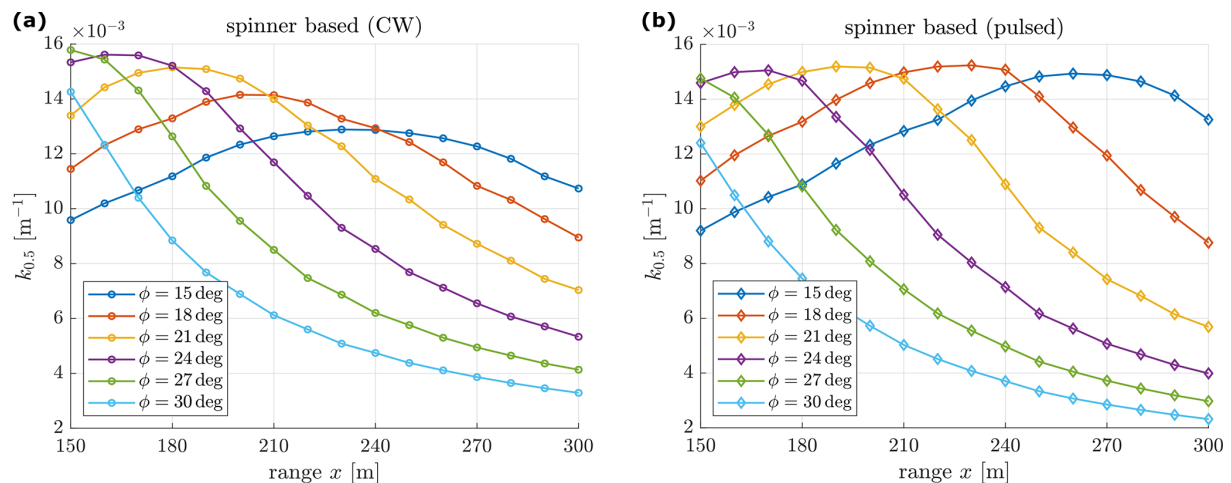 (a)
spinner based (CW)
×10⁻³
16
14
12
10
8
6
4
2
k₀.₅ [m⁻¹]
ϕ = 15 deg
ϕ = 18 deg
ϕ = 21 deg
ϕ = 24 deg
ϕ = 27 deg
ϕ = 30 deg
150 180 210 240 270 300
range x [m]
(b)
spinner based (pulsed)
×10⁻³
16
14
12
10
8
6
4
2
k₀.₅ [m⁻¹]
ϕ = 15 deg
ϕ = 18 deg
ϕ = 21 deg
ϕ = 24 deg
ϕ = 27 deg
ϕ = 30 deg
150 180 210 240 270 300
range x [m]